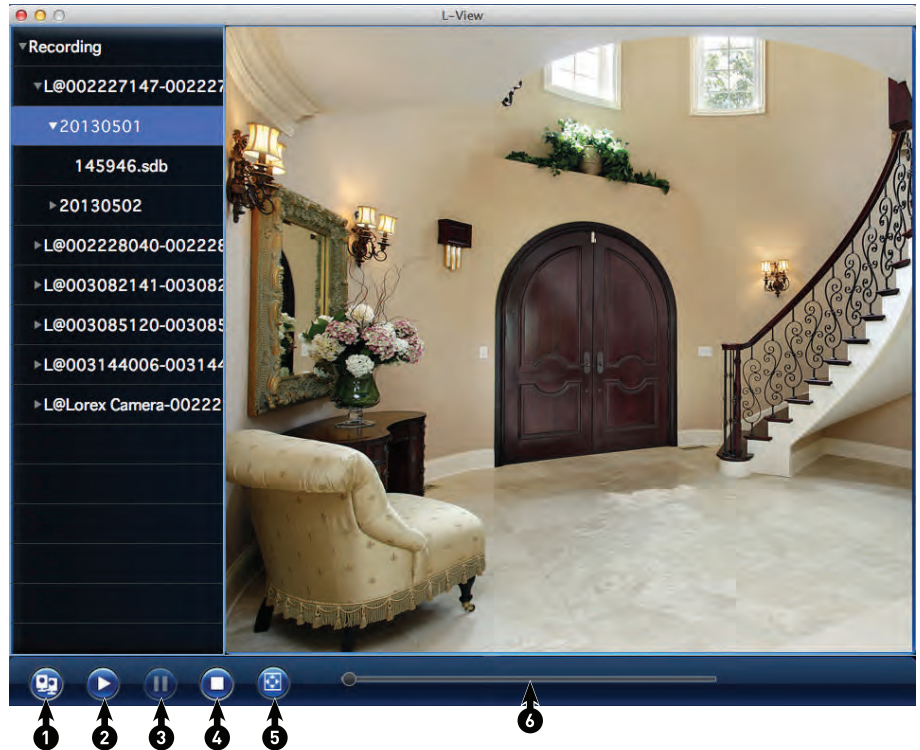 L-View
Recording
L@002227147-002227
20130501
145946.sdb
20130502
L@002228040-002228
L@003082141-003082
L@003085120-003085
L@003144006-003144
L@Lorex Camera-00222
1
2
3
4
5
6